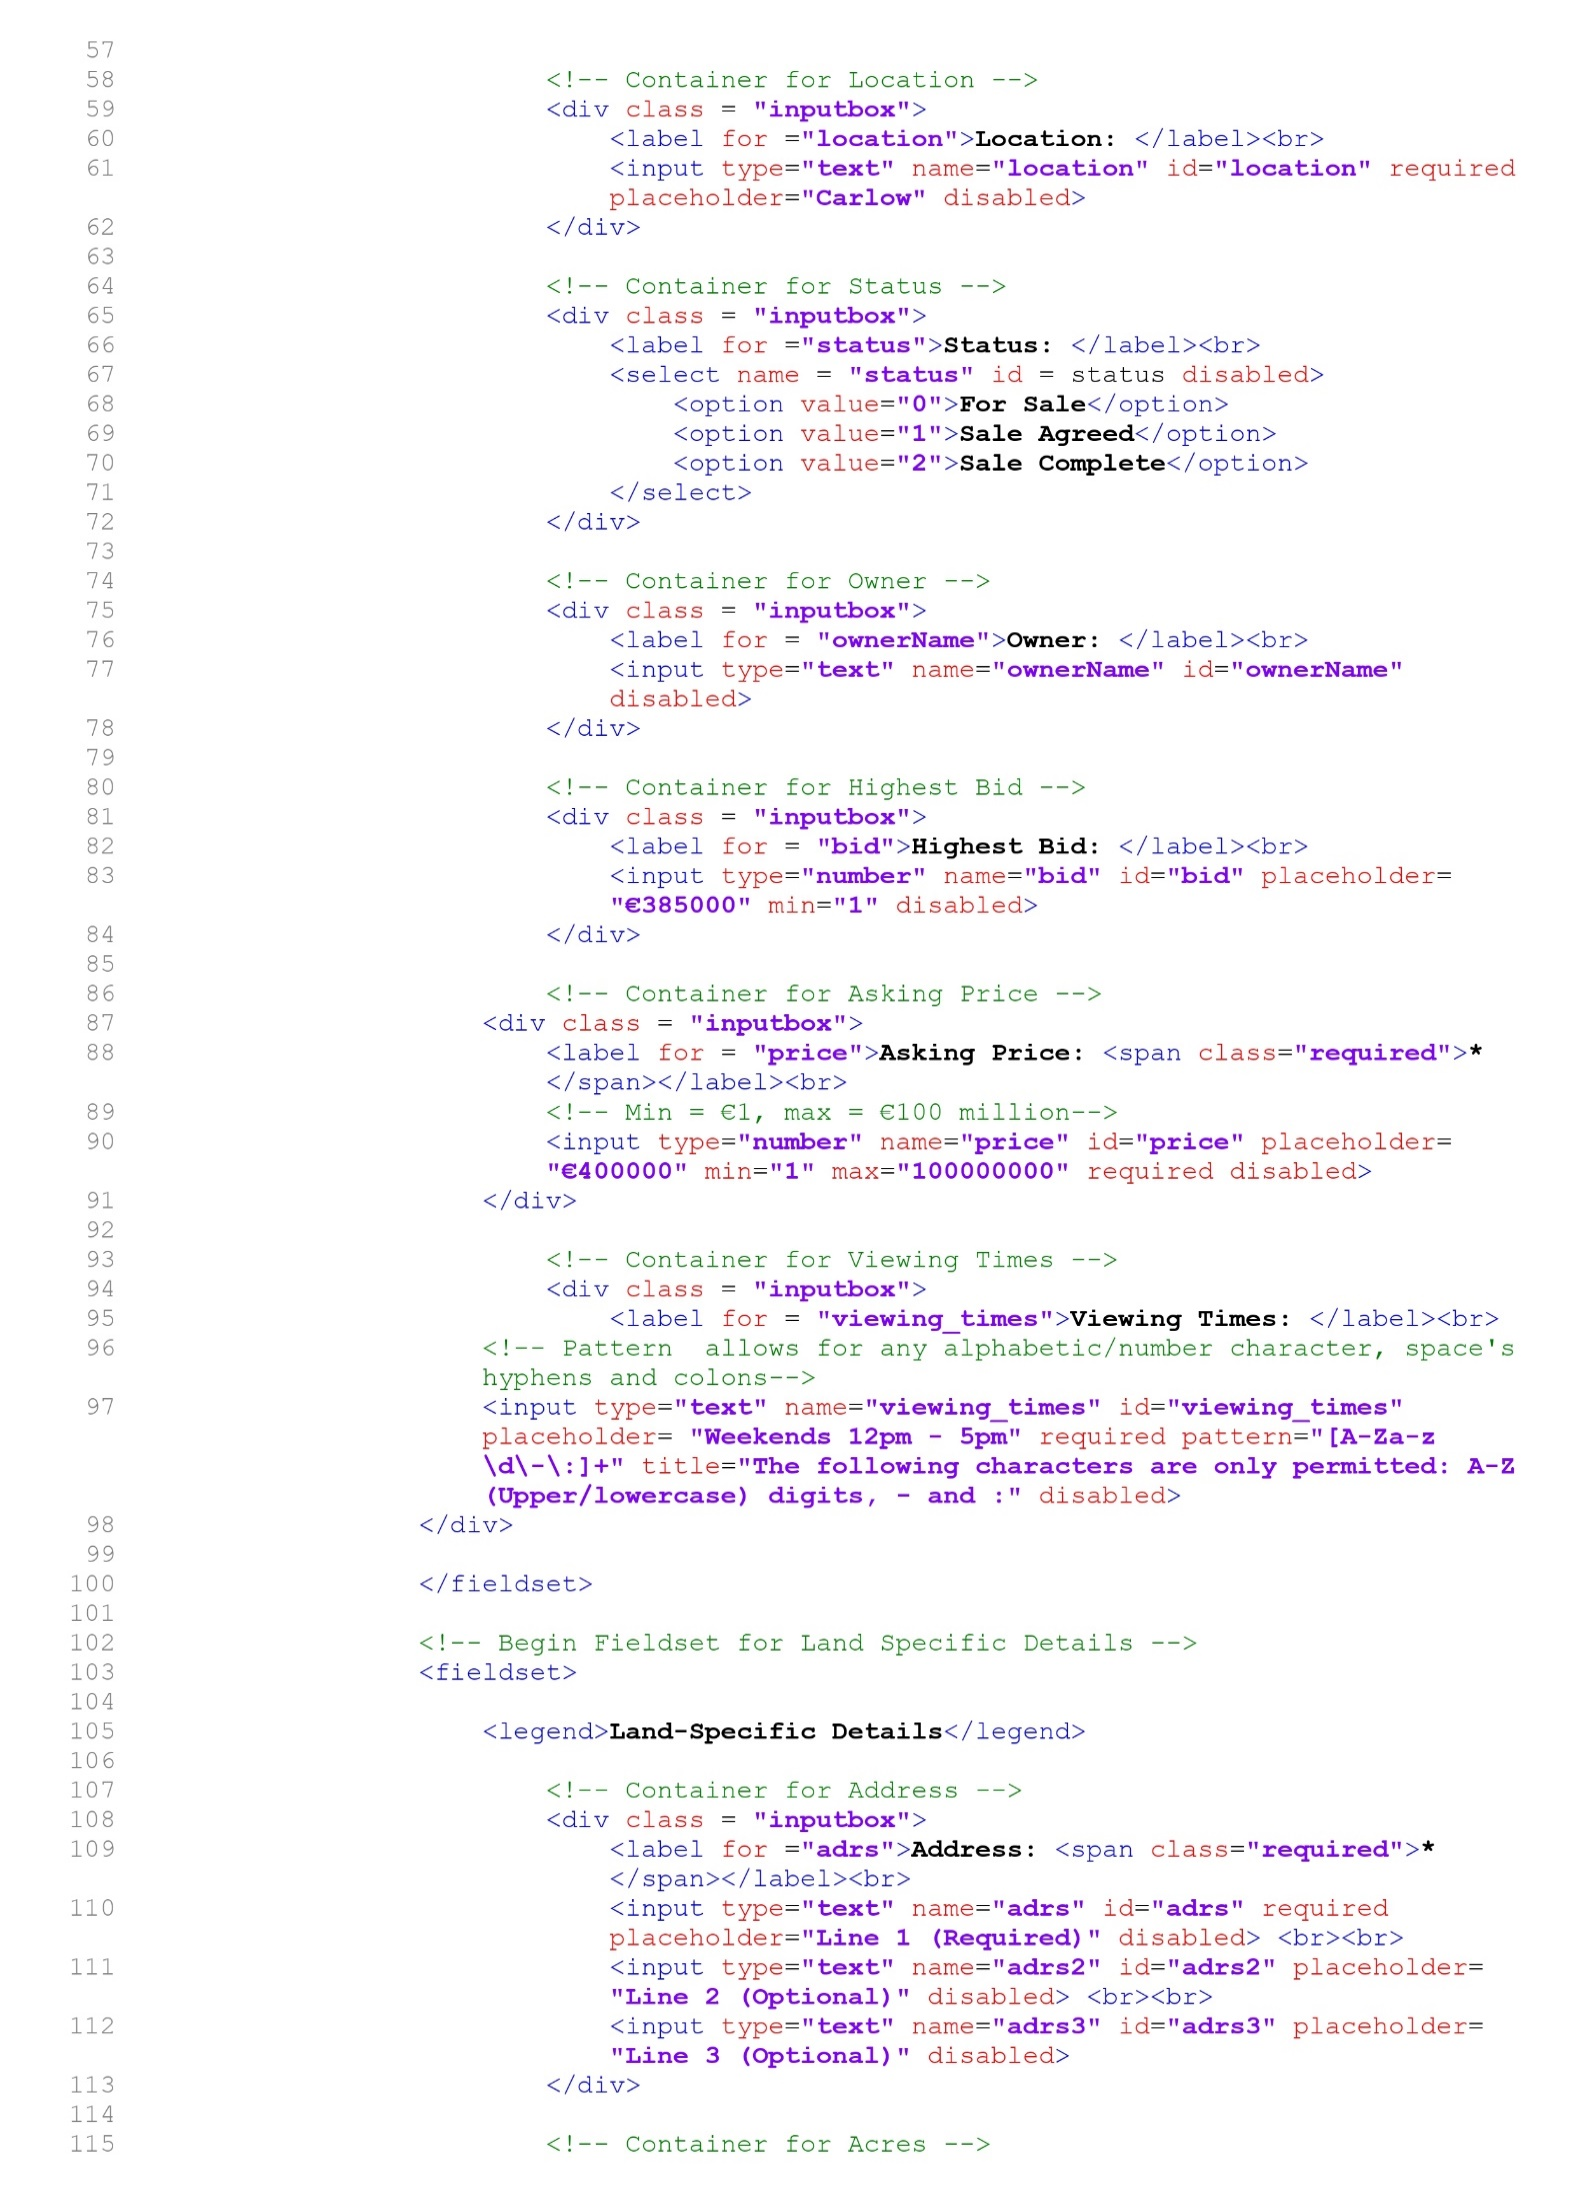 57
58 <!-- Container for Location -->
59 <div class = "inputbox">
60 <label for ="location">Location: </label><br>
61 <input type="text" name="location" id="location" required
placeholder="Carlow" disabled>
62 </div>
63
64 <!-- Container for Status -->
65 <div class = "inputbox">
66 <label for ="status">Status: </label><br>
67 <select name = "status" id = status disabled>
68 <option value="0">For Sale</option>
69 <option value="1">Sale Agreed</option>
70 <option value="2">Sale Complete</option>
71 </select>
72 </div>
73
74 <!-- Container for Owner -->
75 <div class = "inputbox">
76 <label for = "ownerName">Owner: </label><br>
77 <input type="text" name="ownerName" id="ownerName"
disabled>
78 </div>
79
80 <!-- Container for Highest Bid -->
81 <div class = "inputbox">
82 <label for = "bid">Highest Bid: </label><br>
83 <input type="number" name="bid" id="bid" placeholder=
"€385000" min="1" disabled>
84 </div>
85
86 <!-- Container for Asking Price -->
87 <div class = "inputbox">
88 <label for = "price">Asking Price: <span class="required">*
</span></label><br>
89 <!-- Min = €1, max = €100 million-->
90 <input type="number" name="price" id="price" placeholder=
"€400000" min="1" max="100000000" required disabled>
91 </div>
92
93 <!-- Container for Viewing Times -->
94 <div class = "inputbox">
95 <label for = "viewing_times">Viewing Times: </label><br>
96 <!-- Pattern  allows for any alphabetic/number character, space's
hyphens and colons-->
97 <input type="text" name="viewing_times" id="viewing_times"
placeholder= "Weekends 12pm - 5pm" required pattern="[A-Za-z
\d\-\:]+" title="The following characters are only permitted: A-Z
(Upper/lowercase) digits, - and :" disabled>
98 </div>
99
100 </fieldset>
101
102 <!-- Begin Fieldset for Land Specific Details -->
103 <fieldset>
104
105 <legend>Land-Specific Details</legend>
106
107 <!-- Container for Address -->
108 <div class = "inputbox">
109 <label for ="adrs">Address: <span class="required">*
</span></label><br>
110 <input type="text" name="adrs" id="adrs" required
placeholder="Line 1 (Required)" disabled> <br><br>
111 <input type="text" name="adrs2" id="adrs2" placeholder=
"Line 2 (Optional)" disabled> <br><br>
112 <input type="text" name="adrs3" id="adrs3" placeholder=
"Line 3 (Optional)" disabled>
113 </div>
114
115 <!-- Container for Acres -->